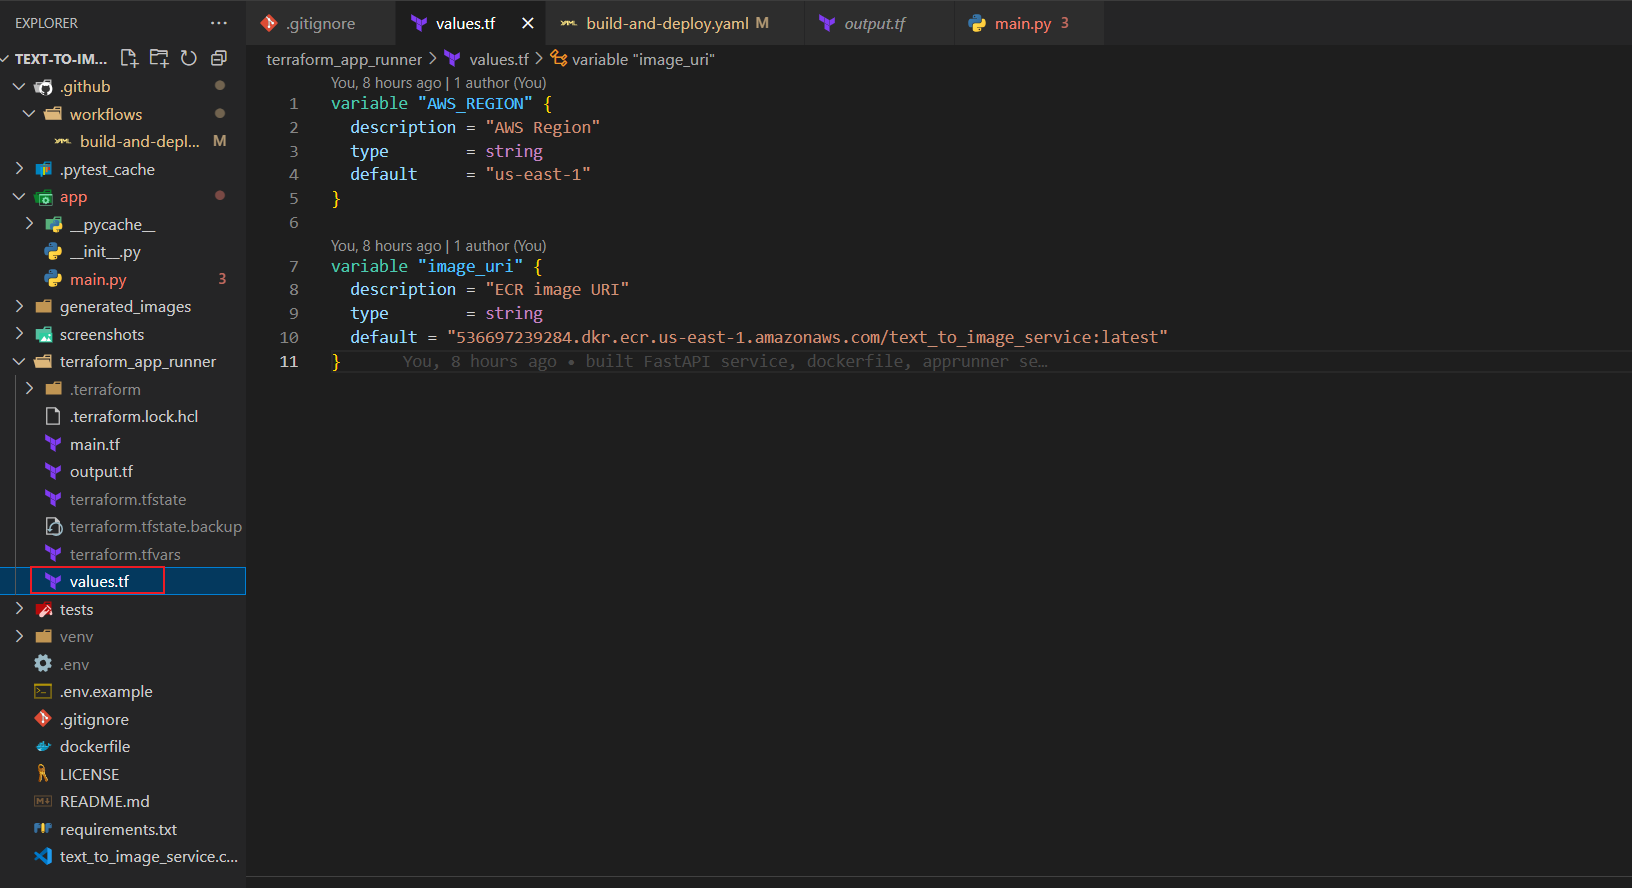 EXPLORER
TEXT-TO-IM...
.github
workflows
build-and-depl... M
.pytest_cache
app
__pycache__
__init__.py
main.py 3
generated_images
screenshots
terraform_app_runner
.terraform
.terraform.lock.hcl
main.tf
output.tf
terraform.tfstate
terraform.tfstate.backup
terraform.tfvars
values.tf
tests
venv
.env
.env.example
.gitignore
dockerfile
LICENSE
README.md
requirements.txt
text_to_image_service.c...
.gitignore
values.tf
build-and-deploy.yaml M
output.tf
main.py 3
terraform_app_runner > values.tf > variable "image_uri"
You, 8 hours ago | 1 author (You)
1 variable "AWS_REGION" {
2 description = "AWS Region"
3 type = string
4 default = "us-east-1"
5 }
6
You, 8 hours ago | 1 author (You)
7 variable "image_uri" {
8 description = "ECR image URI"
9 type = string
10 default = "536697239284.dkr.ecr.us-east-1.amazonaws.com/text_to_image_service:latest"
11 } You, 8 hours ago • built FastAPI service, dockerfile, apprunner se…